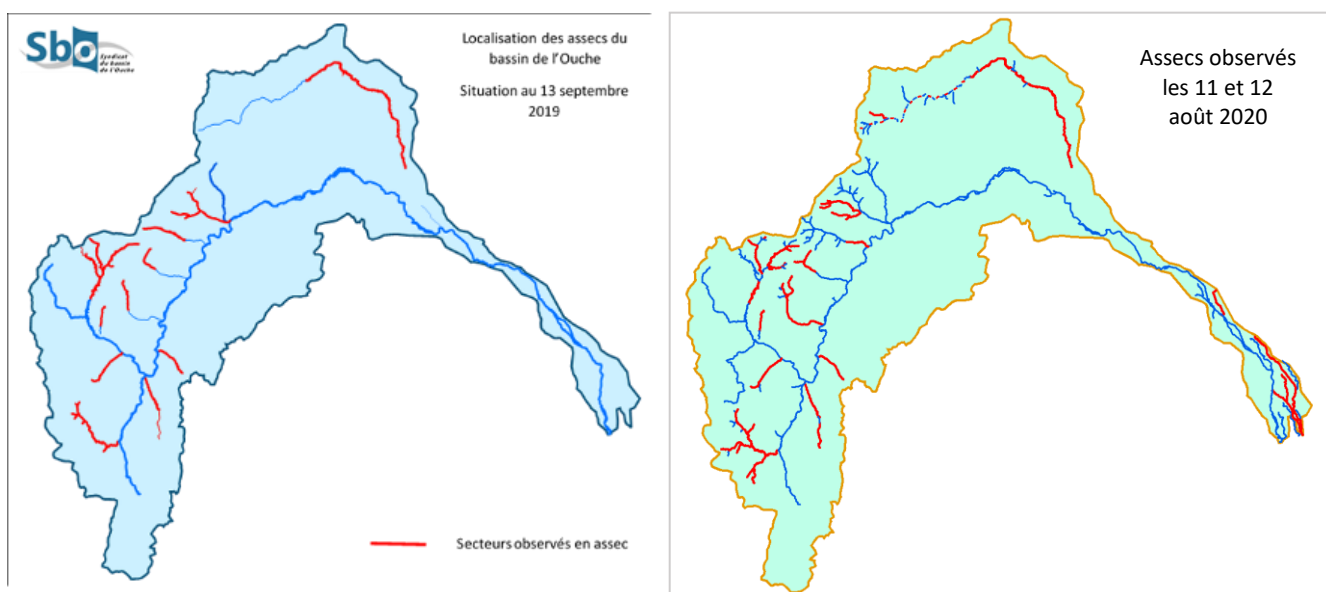 Sbo
Syndicat
du bassin
de l'Ouche
Localisation des assecs du
bassin de l'Ouche
Situation au 13 septembre
2019
Secteurs observés en assec
Assecs observés
les 11 et 12
août 2020